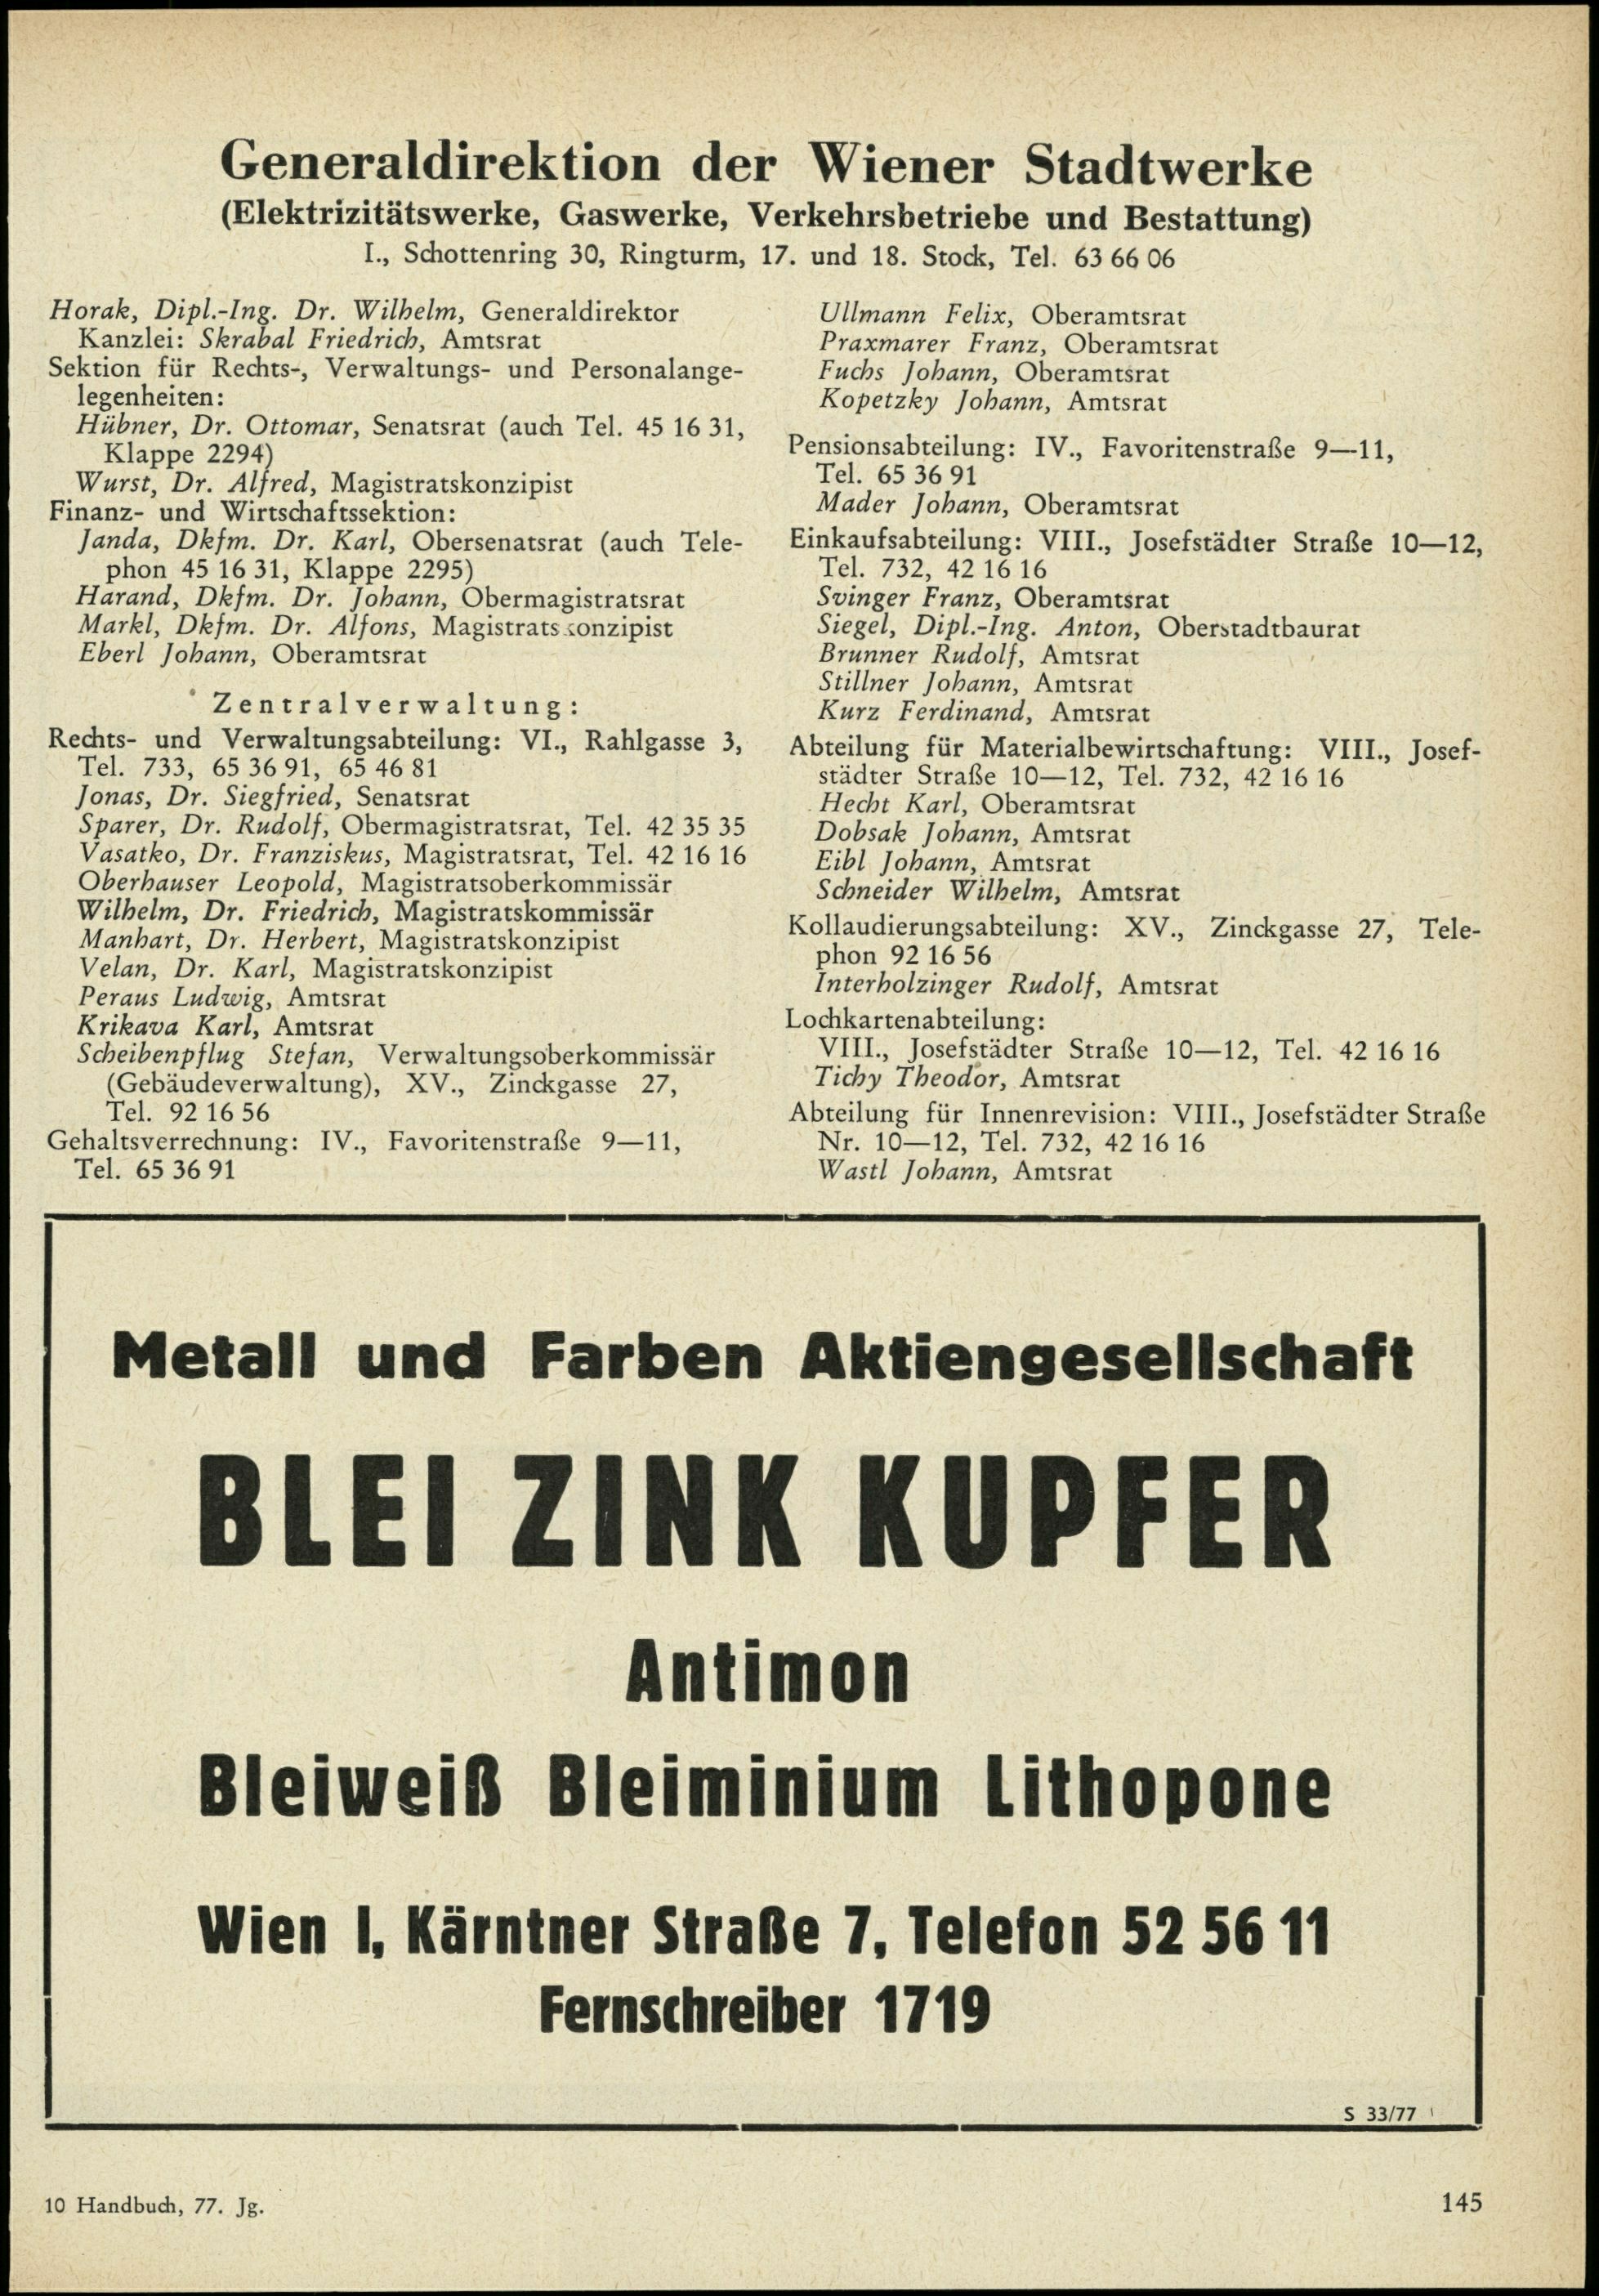 Generaldirektion der Wiener Stadtwerke
(Elektrizitätswerke, Gaswerke, Verkehrsbetriebe und Bestattung)
I., Schottenring 30, Ringturm, 17. und 18. Stock, Tel. 63 66 06
Horak, Dipl.-Ing. Dr. Wilhelm, Generaldirektor
Kanzlei: Skrabal Friedrich, Amtsrat
Sektion für Rechts-, Verwaltungs- und Personalange-
legenheiten:
Hübner, Dr. Ottomar, Senatsrat (auch Tel. 45 16 31,
Klappe 2294)
Wurst, Dr. Alfred, Magistratskonzipist
Finanz- und Wirtschaftssektion:
Janda, Dkfm. Dr. Karl, Obersenatsrat (auch Tele-
phon 45 16 31, Klappe 2295)
Harand, Dkfm. Dr. Johann, Obermagistratsrat
Markl, Dkfm. Dr. Alfons, Magistratskonzipist
Eberl Johann, Oberamtsrat
Zentralverwaltung:
Rechts- und Verwaltungsabteilung: VI., Rahlgasse 3,
Tel. 733, 65 36 91, 65 46 81
Jonas, Dr. Siegfried, Senatsrat
Sparer, Dr. Rudolf, Obermagistratsrat, Tel. 42 35 35
Vasatko, Dr. Franziskus, Magistratsrat, Tel. 42 16 16
Oberhauser Leopold, Magistratsoberkommissär
Wilhelm, Dr. Friedrich, Magistratskommissär
Manhart, Dr. Herbert, Magistratskonzipist
Velan, Dr. Karl, Magistratskonzipist
Peraus Ludwig, Amtsrat
Krikava Karl, Amtsrat
Scheibenpflug Stefan, Verwaltungsoberkommissär
(Gebäudeverwaltung), XV., Zinckgasse 27,
Tel. 92 16 56
Gehaltsverrechnung: IV., Favoritenstraße 9—11,
Tel. 65 36 91
Ullmann Felix, Oberamtsrat
Praxmarer Franz, Oberamtsrat
Fuchs Johann, Oberamtsrat
Kopetzky Johann, Amtsrat
Pensionsabteilung: IV., Favoritenstraße 9—11,
Tel. 65 36 91
Mader Johann, Oberamtsrat
Einkaufsabteilung: VIII., Josefstädter Straße 10—12,
Tel. 732, 42 16 16
Svinger Franz, Oberamtsrat
Siegel, Dipl.-Ing. Anton, Oberstadtbaurat
Brunner Rudolf, Amtsrat
Stillner Johann, Amtsrat
Kurz Ferdinand, Amtsrat
Abteilung für Materialbewirtschaftung: VIII., Josef-
städter Straße 10—12, Tel. 732, 42 16 16
Hecht Karl, Oberamtsrat
Dobsak Johann, Amtsrat
Eibl Johann, Amtsrat
Schneider Wilhelm, Amtsrat
Kollaudierungsabteilung: XV., Zinckgasse 27, Tele-
phon 92 16 56
Interholzinger Rudolf, Amtsrat
Lochkartenabteilung:
VIII., Josefstädter Straße 10—12, Tel. 42 16 16
Tichy Theodor, Amtsrat
Abteilung für Innenrevision: VIII., Josefstädter Straße
Nr. 10—12, Tel. 732, 42 16 16
Wastl Johann, Amtsrat
Metall und Farben Aktiengesellschaft
BLEI ZINK KUPFER
Antimon
Bleiweiß Bleiminium Lithopone
Wien I, Kärntner Straße 7, Telefon 52 56 11
Fernschreiber 1719
S 33/77
10 Handbuch, 77. Jg.
145